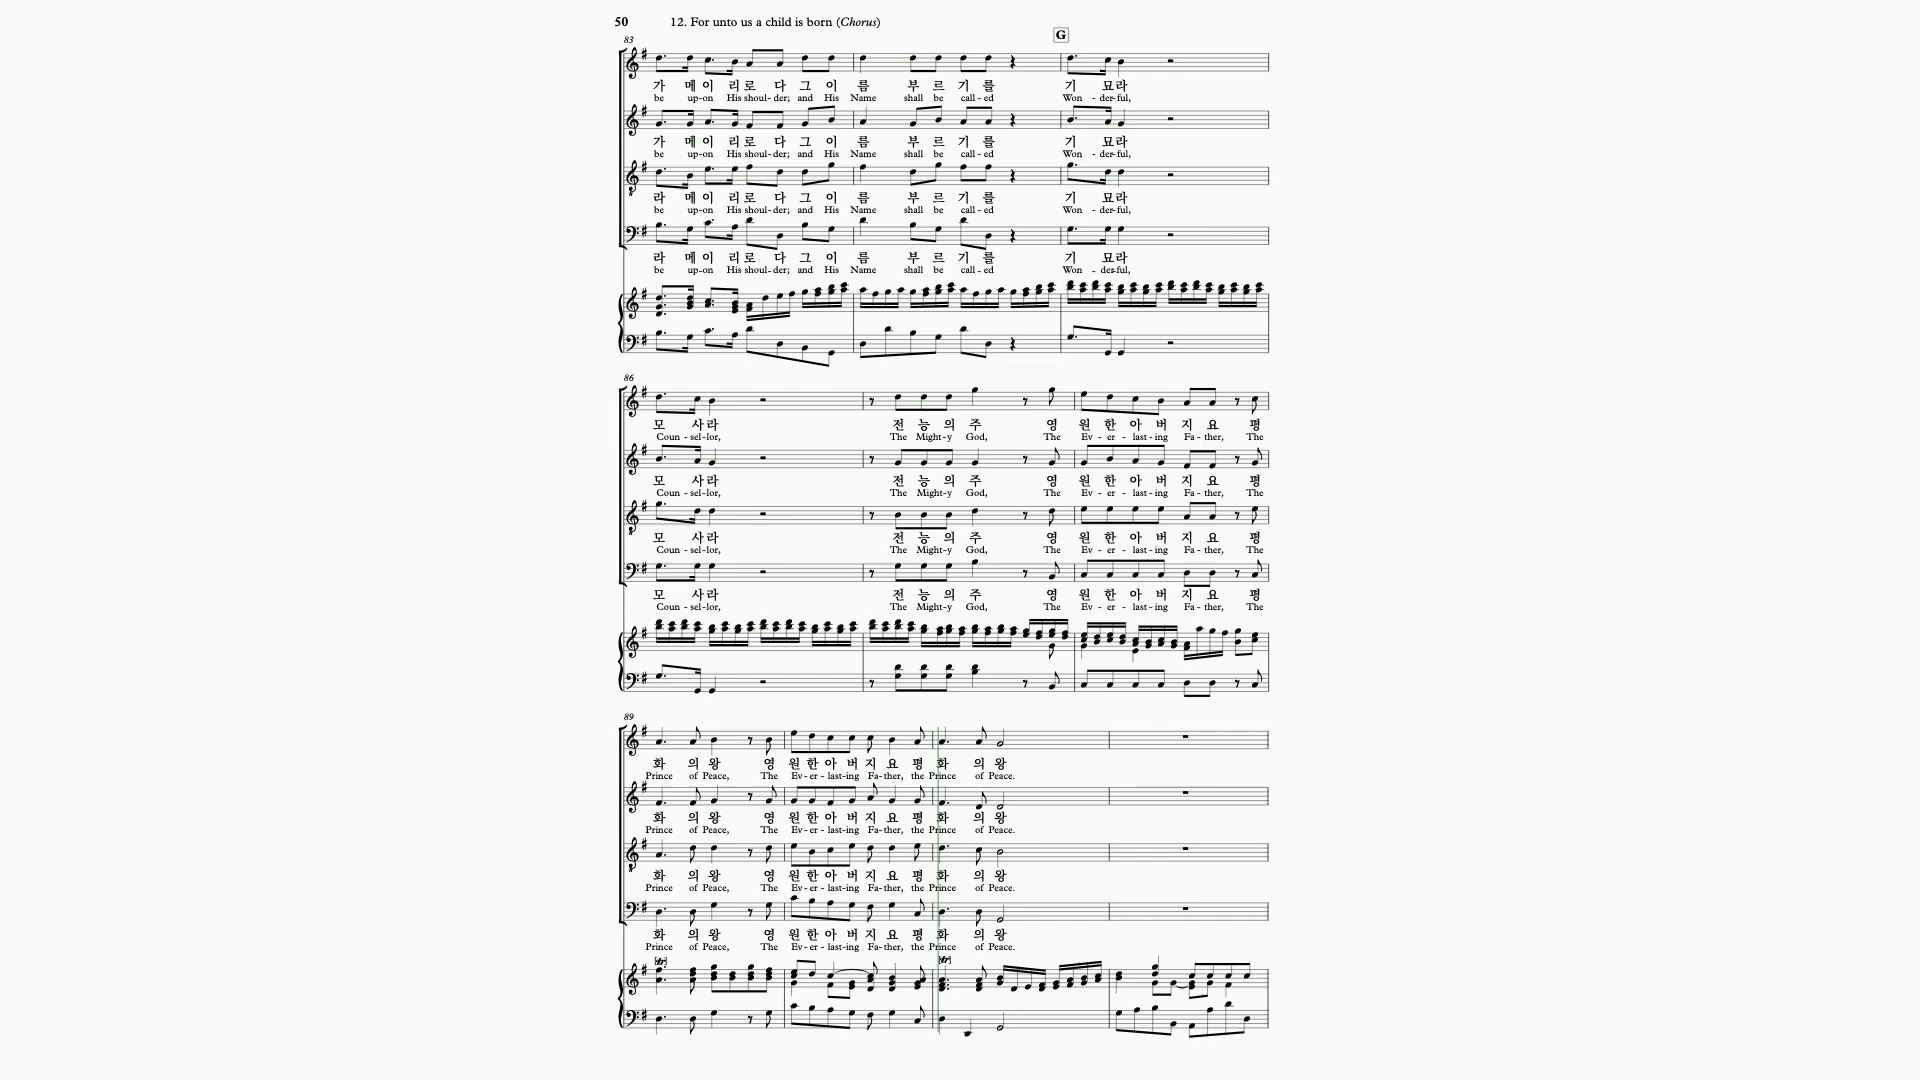 50 12. For unto us a child is born (Chorus)
G
83
가 메 이 리 로 다 그 이 름 부 르 기 를 기 묘 라
be up-on His shoul-der; and His Name shall be call-ed Won-der-ful,
가 메 이 리 로 다 그 이 름 부 르 기 를 기 묘 라
be up-on His shoul-der; and His Name shall be call-ed Won-der-ful,
라 메 이 리 로 다 그 이 름 부 르 기 를 기 묘 라
be up-on His shoul-der; and His Name shall be call-ed Won-der-ful,
라 메 이 리 로 다 그 이 름 부 르 기 를 기 묘 라
be up-on His shoul-der; and His Name shall be call-ed Won-der-ful,
86
모 사 라 전 능 의 주 영 원 한 아 버 지 요 평
Coun-sel-lor, The Might-y God, The Ev-er-last-ing Fa-ther, The
모 사 라 전 능 의 주 영 원 한 아 버 지 요 평
Coun-sel-lor, The Might-y God, The Ev-er-last-ing Fa-ther, The
모 사 라 전 능 의 주 영 원 한 아 버 지 요 평
Coun-sel-lor, The Might-y God, The Ev-er-last-ing Fa-ther, The
모 사 라 전 능 의 주 영 원 한 아 버 지 요 평
Coun-sel-lor, The Might-y God, The Ev-er-last-ing Fa-ther, The
89
화 의 왕 영 원 한 아 버 지 요 평 화 의 왕
Prince of Peace, The Ev-er-last-ing Fa-ther, the Prince of Peace.
화 의 왕 영 원 한 아 버 지 요 평 화 의 왕
Prince of Peace, The Ev-er-last-ing Fa-ther, the Prince of Peace.
화 의 왕 영 원 한 아 버 지 요 평 화 의 왕
Prince of Peace, The Ev-er-last-ing Fa-ther, the Prince of Peace.
화 의 왕 영 원 한 아 버 지 요 평 화 의 왕
Prince of Peace, The Ev-er-last-ing Fa-ther, the Prince of Peace.
[tr] [tr]